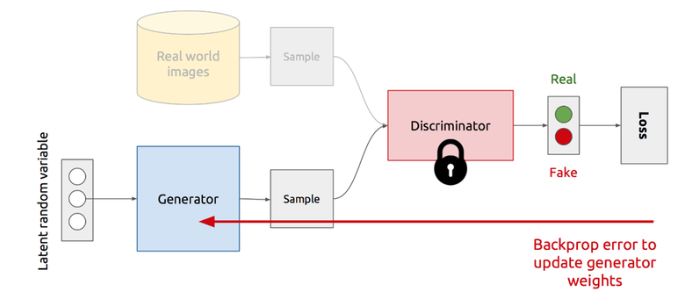 Real world
images
Sample
Real
Discriminator
Loss
Fake
Latent random variable
Generator
Sample
Backprop error to
update generator
weights